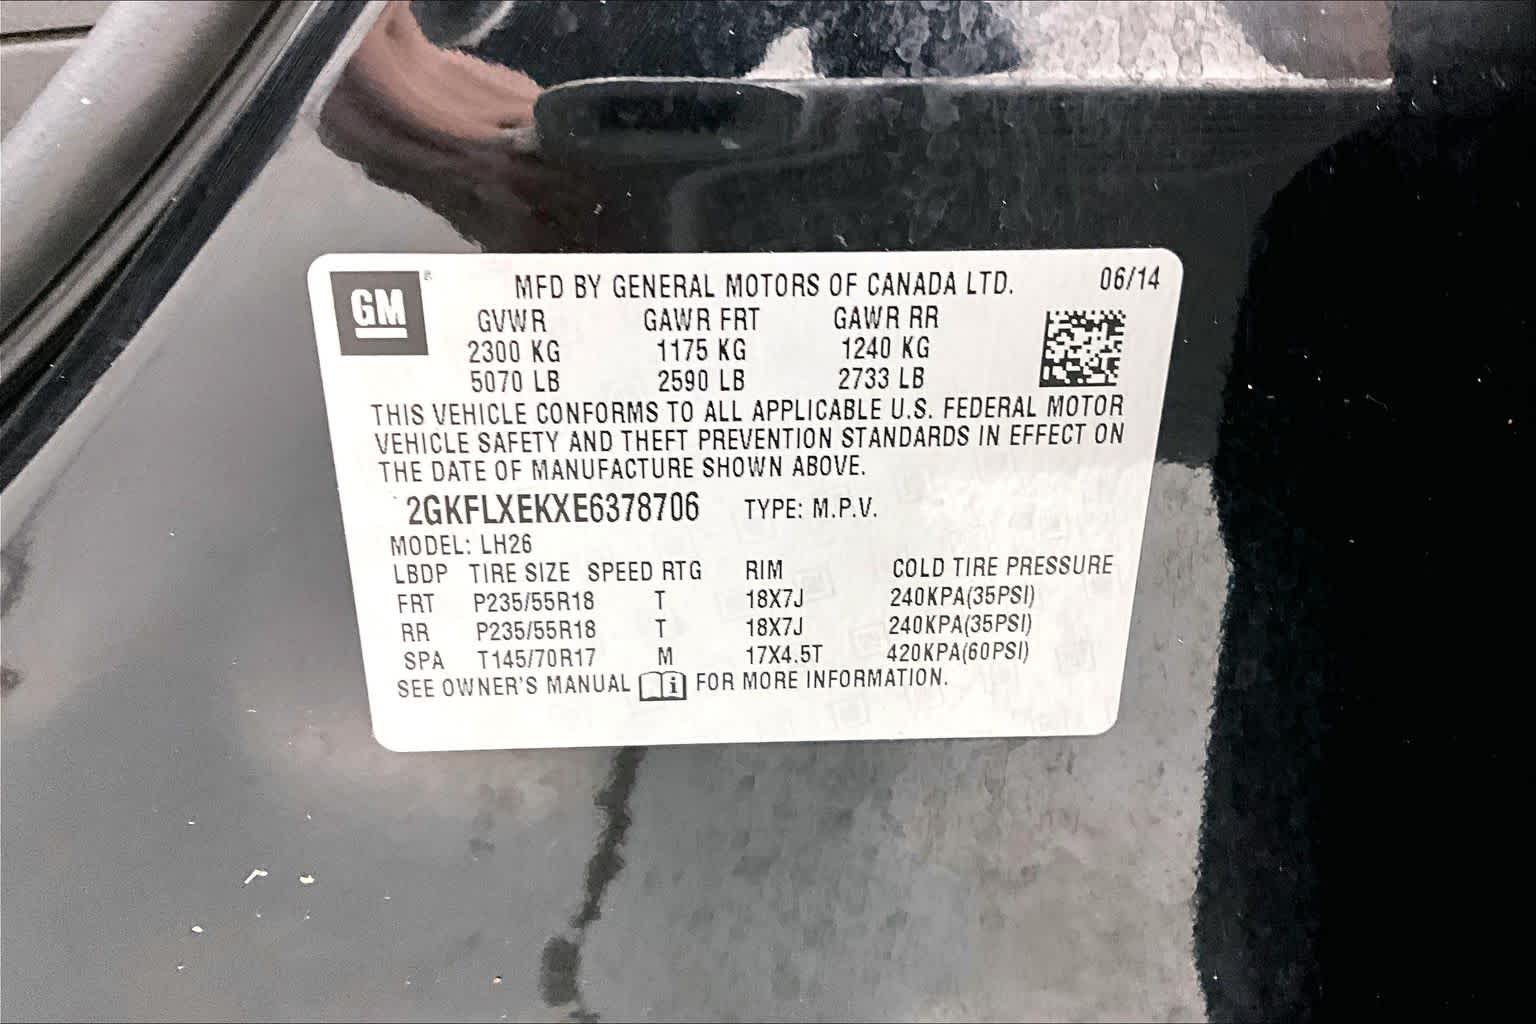 GM® MFD BY GENERAL MOTORS OF CANADA LTD. 06/14
GVWR GAWR FRT GAWR RR
2300 KG 1175 KG 1240 KG
5070 LB 2590 LB 2733 LB
THIS VEHICLE CONFORMS TO ALL APPLICABLE U.S. FEDERAL MOTOR
VEHICLE SAFETY AND THEFT PREVENTION STANDARDS IN EFFECT ON
THE DATE OF MANUFACTURE SHOWN ABOVE.
2GKFLXEKXE6378706 TYPE: M.P.V.
MODEL: LH26
LBDP TIRE SIZE SPEED RTG RIM COLD TIRE PRESSURE
FRT P235/55R18 T 18X7J 240KPA(35PSI)
RR P235/55R18 T 18X7J 240KPA(35PSI)
SPA T145/70R17 M 17X4.5T 420KPA(60PSI)
SEE OWNER'S MANUAL i FOR MORE INFORMATION.